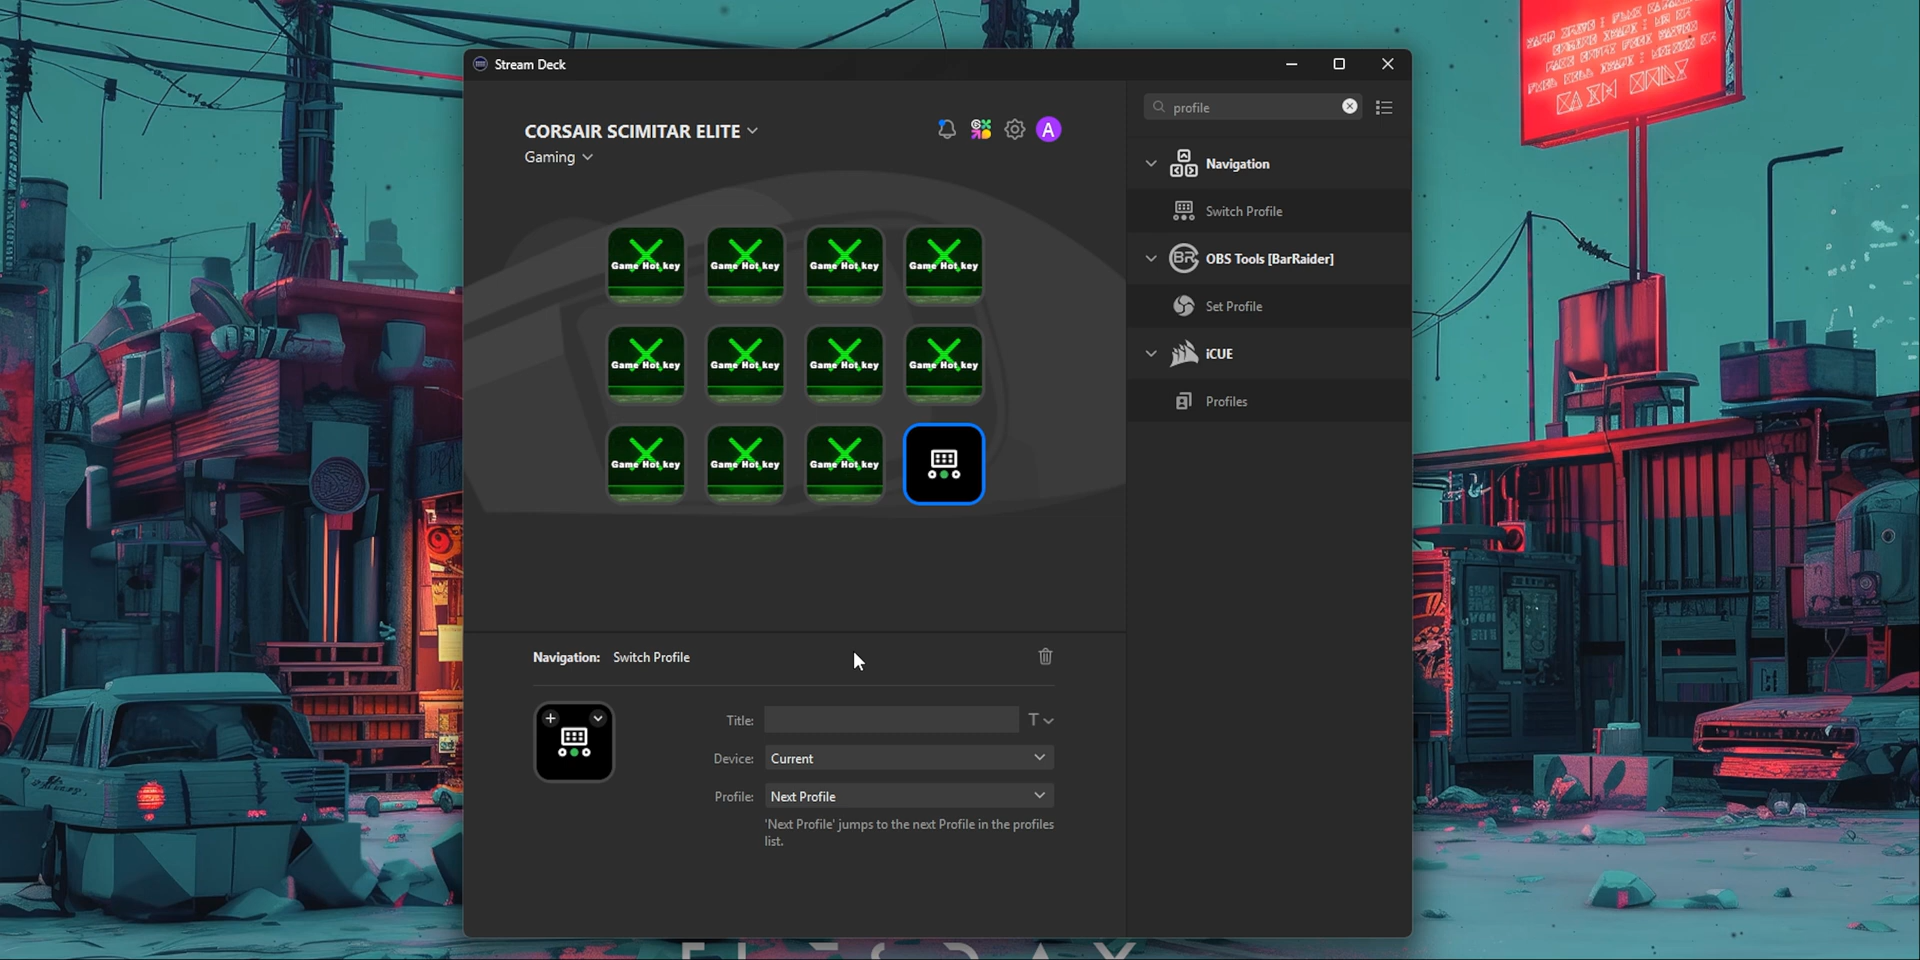 Stream Deck
profile
CORSAIR SCIMITAR ELITE
A
Gaming
Navigation
Switch Profile
OBS Tools [BarRaider]
BR
Set Profile
iCUE
Profiles
Game Hot key
Game Hot key
Game Hot key
Game Hot key
Game Hot key
Game Hot key
Game Hot key
Game Hot key
Game Hot key
Game Hot key
Game Hot key
Navigation: Switch Profile
Title:
T
Device: Current
Profile: Next Profile
'Next Profile' jumps to the next Profile in the profiles
list.